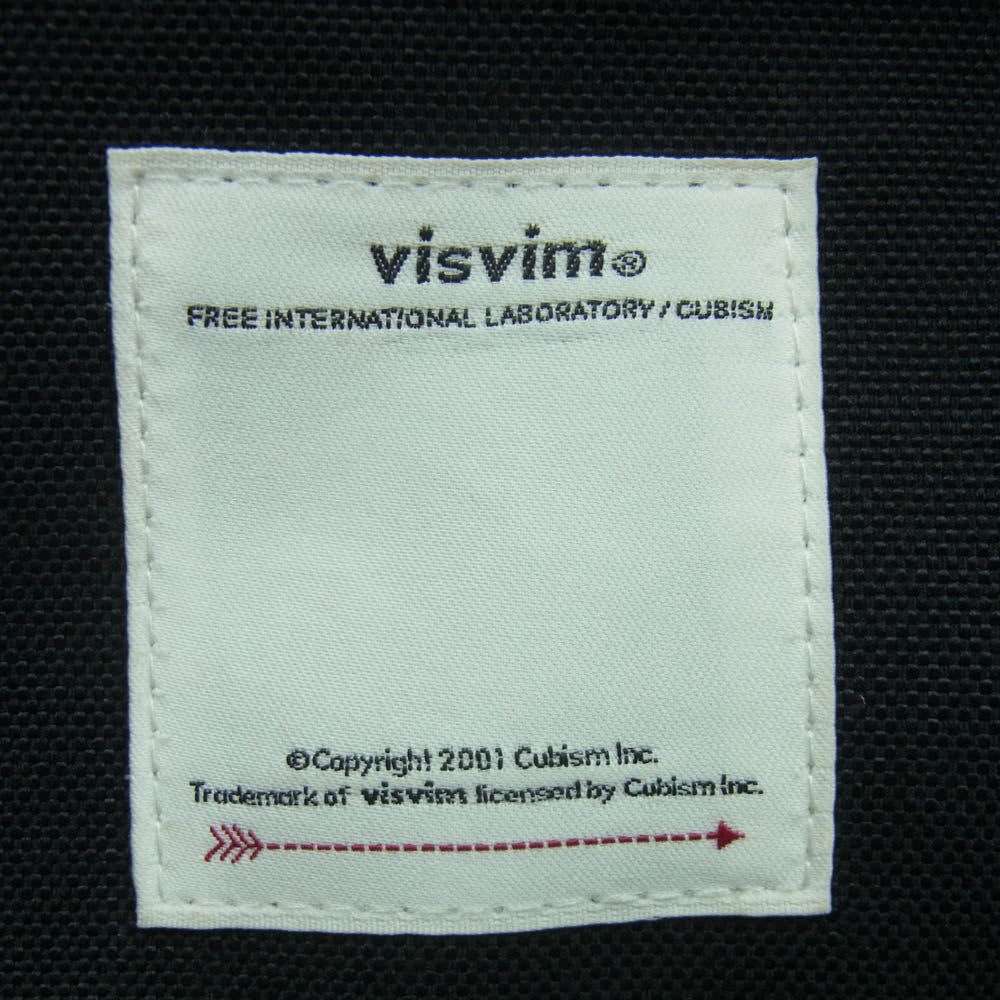 visvim®
FREE INTERNATIONAL LABORATORY / CUBISM
©Copyright 2001 Cubism Inc.
Trademark of visvim licensed by Cubism Inc.